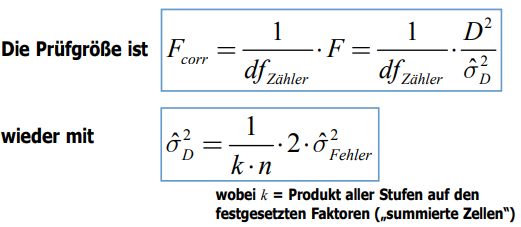 Die Prüfgröße ist F_corr = 1/df_Zähler · F = 1/df_Zähler · D²/σ̂²_D
wieder mit σ̂²_D = 1/(k·n) · 2 · σ̂²_Fehler
wobei k = Produkt aller Stufen auf den
festgesetzten Faktoren („summierte Zellen“)